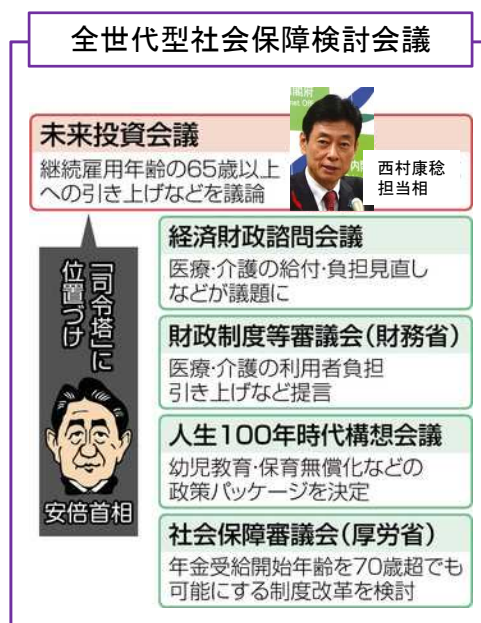 全世代型社会保障検討会議
未来投資会議
継続雇用年齢の65歳以上
への引き上げなどを議論
西村康稔
担当相
経済財政諮問会議
医療・介護の給付・負担見直し
などが議題に
財政制度等審議会(財務省)
医療・介護の利用者負担
引き上げなど提言
人生100年時代構想会議
幼児教育・保育無償化などの
政策パッケージを決定
社会保障審議会(厚労省)
年金受給開始年齢を70歳超でも
可能にする制度改革を検討
「司令塔」に
位置づけ
安倍首相